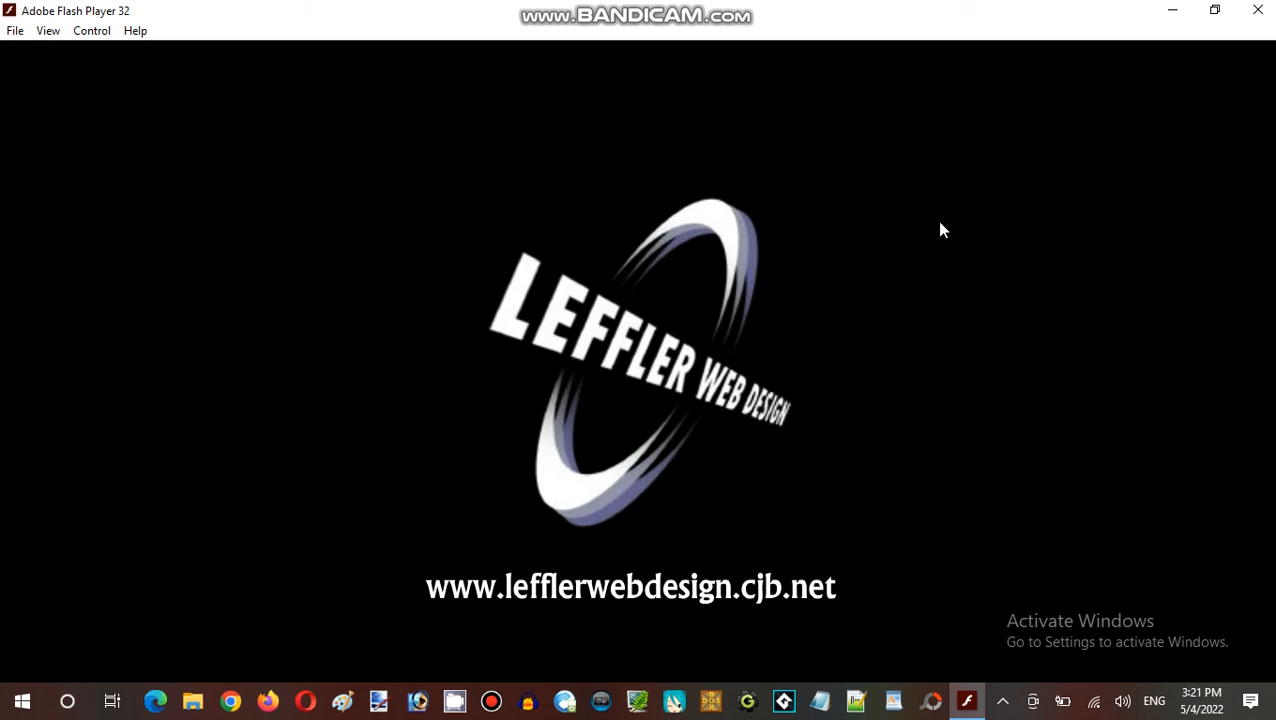 Adobe Flash Player 32
www.BANDICAM.com
File View Control Help
LEFFLER WEB DESIGN
www.lefflerwebdesign.cjb.net
Activate Windows
Go to Settings to activate Windows.
DOS
ENG
3:21 PM
5/4/2022